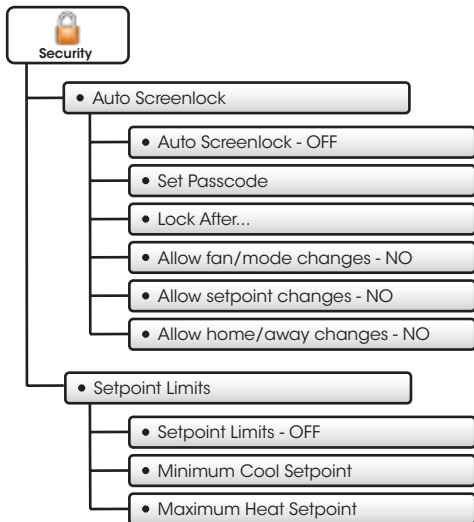 Security
• Auto Screenlock
• Auto Screenlock - OFF
• Set Passcode
• Lock After...
• Allow fan/mode changes - NO
• Allow setpoint changes - NO
• Allow home/away changes - NO
• Setpoint Limits
• Setpoint Limits - OFF
• Minimum Cool Setpoint
• Maximum Heat Setpoint